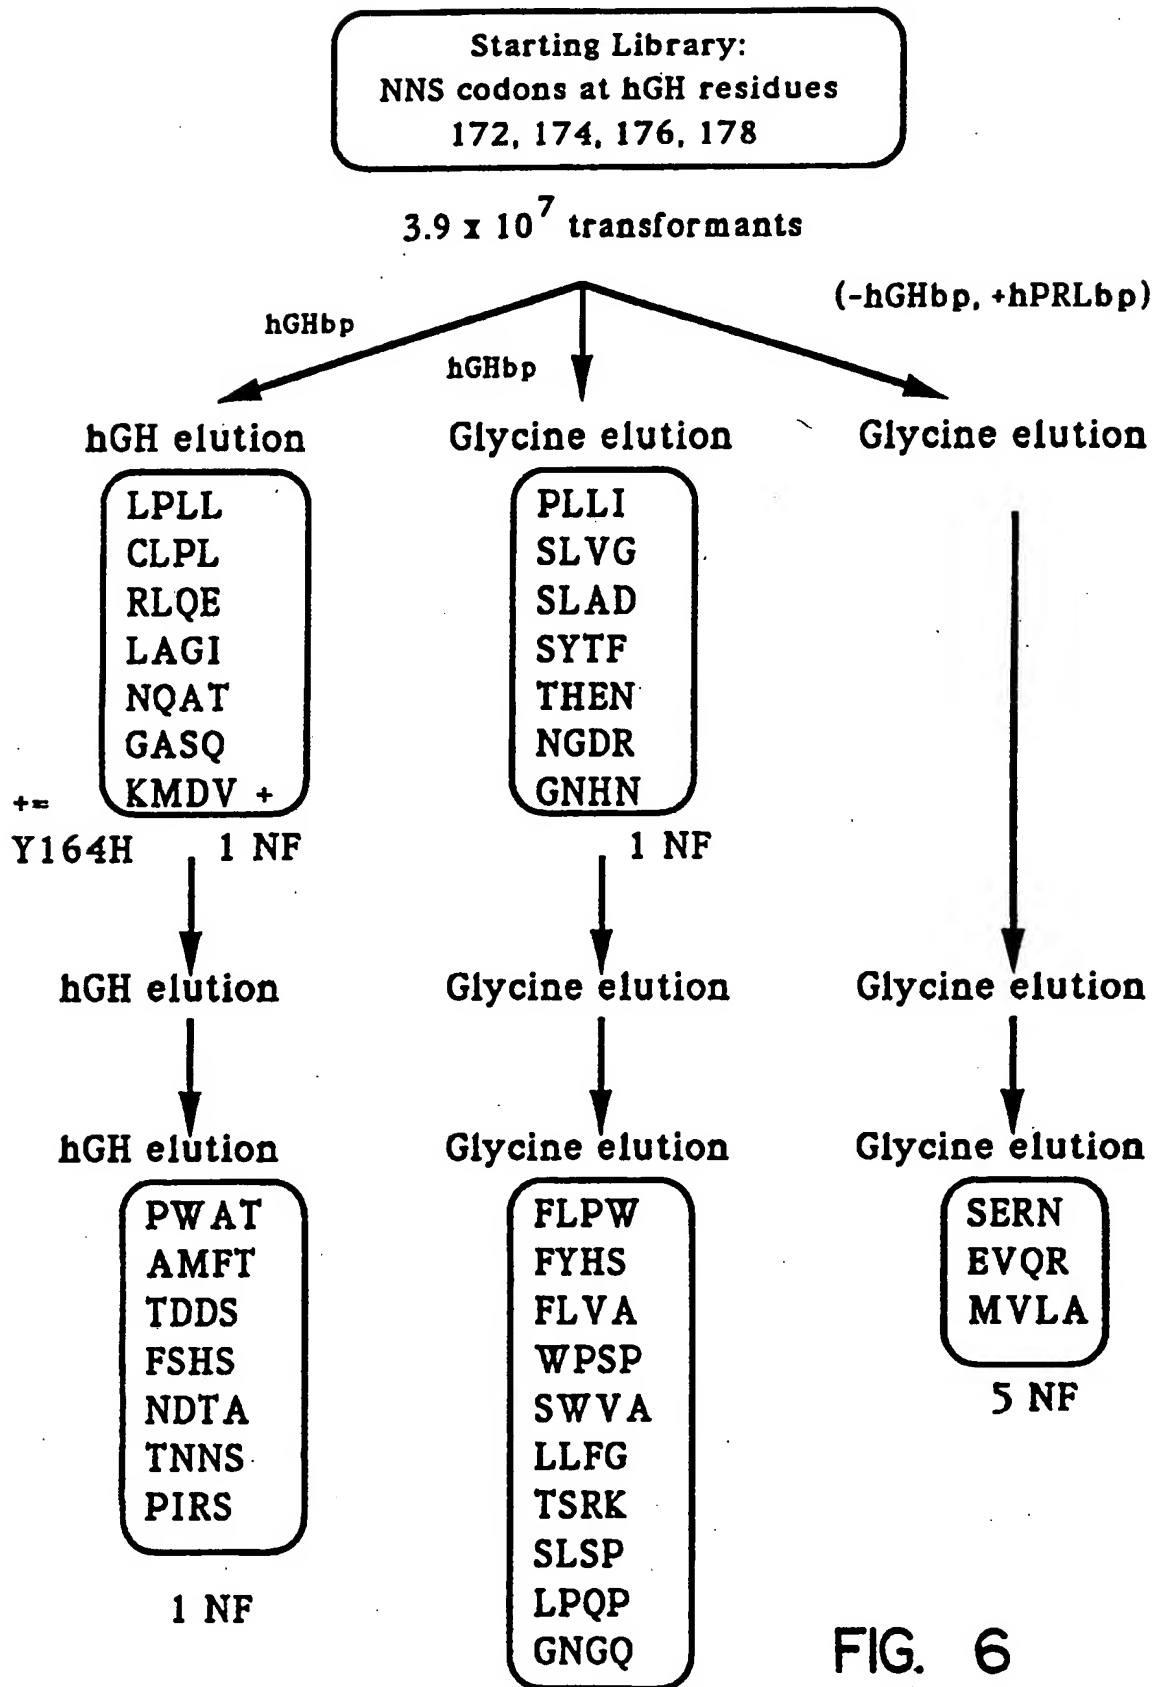 Starting Library:
NNS codons at hGH residues
172, 174, 176, 178
3.9 x 10^7 transformants
(-hGHbp, +hPRLbp)
hGHbp
hGHbp
hGH elution
Glycine elution
Glycine elution
LPLL
CLPL
RLQE
LAGI
NQAT
GASQ
KMDV +
+=
Y164H
1 NF
PLLI
SLVG
SLAD
SYTF
THEN
NGDR
GNHN
1 NF
hGH elution
Glycine elution
Glycine elution
hGH elution
Glycine elution
Glycine elution
PWAT
AMFT
TDDS
FSHS
NDTA
TNNS
PIRS
1 NF
FLPW
FYHS
FLVA
WPSP
SWVA
LLFG
TSRK
SLSP
LPQP
GNGQ
SERN
EVQR
MVLA
5 NF
FIG. 6